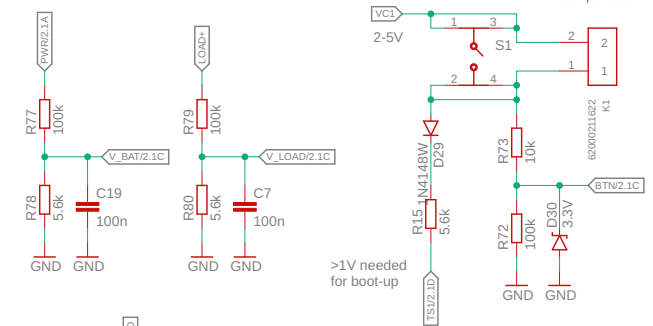 PWR/2.1A
R77
100k
V_BAT/2.1C
R78
5.6k
C19
100n
GND
GND
LOAD+
R79
100k
V_LOAD/2.1C
R80
5.6k
C7
100n
GND
GND
VC1
2-5V
1
3
S1
2
4
2
2
1
1
62000211622
K1
1N4148W
D29
R15
5.6k
>1V needed
for boot-up
TS1/2.1D
R73
10k
BTN/2.1C
R72
100k
D30
3.3V
GND
GND